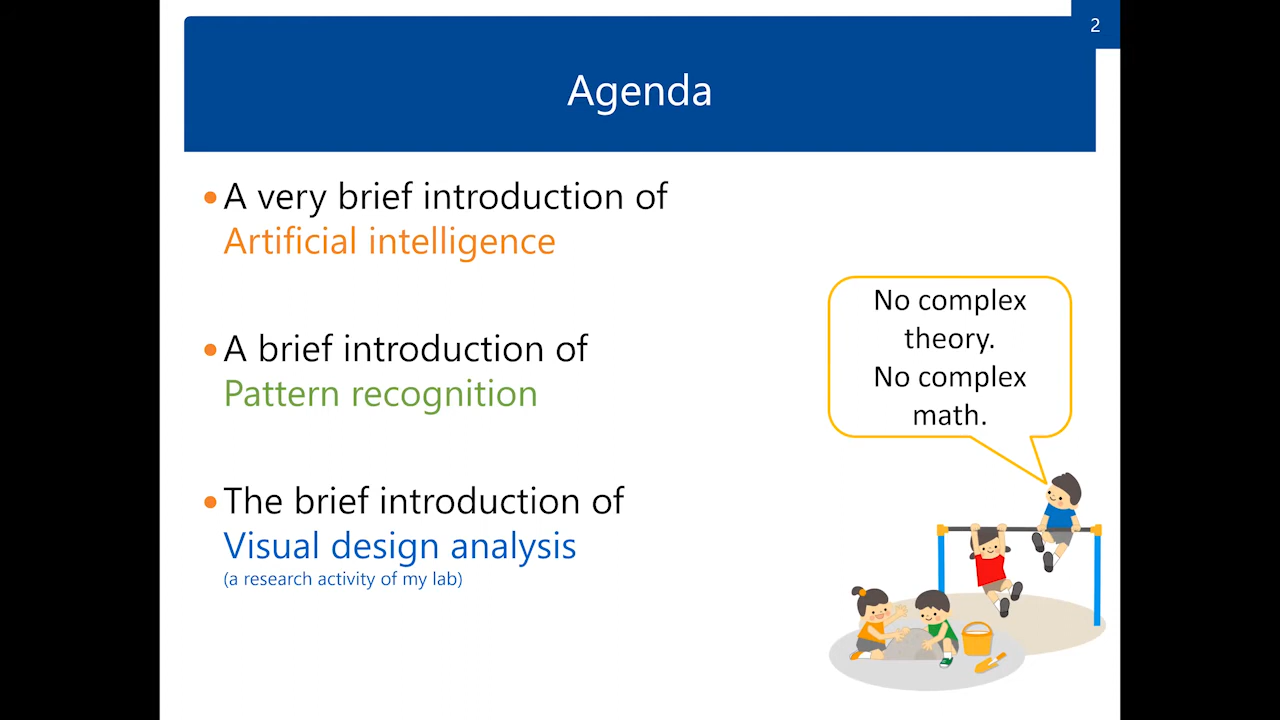 2
Agenda
•A very brief introduction of
Artificial intelligence
•A brief introduction of
Pattern recognition
•The brief introduction of
Visual design analysis
(a research activity of my lab)
No complex
theory.
No complex
math.